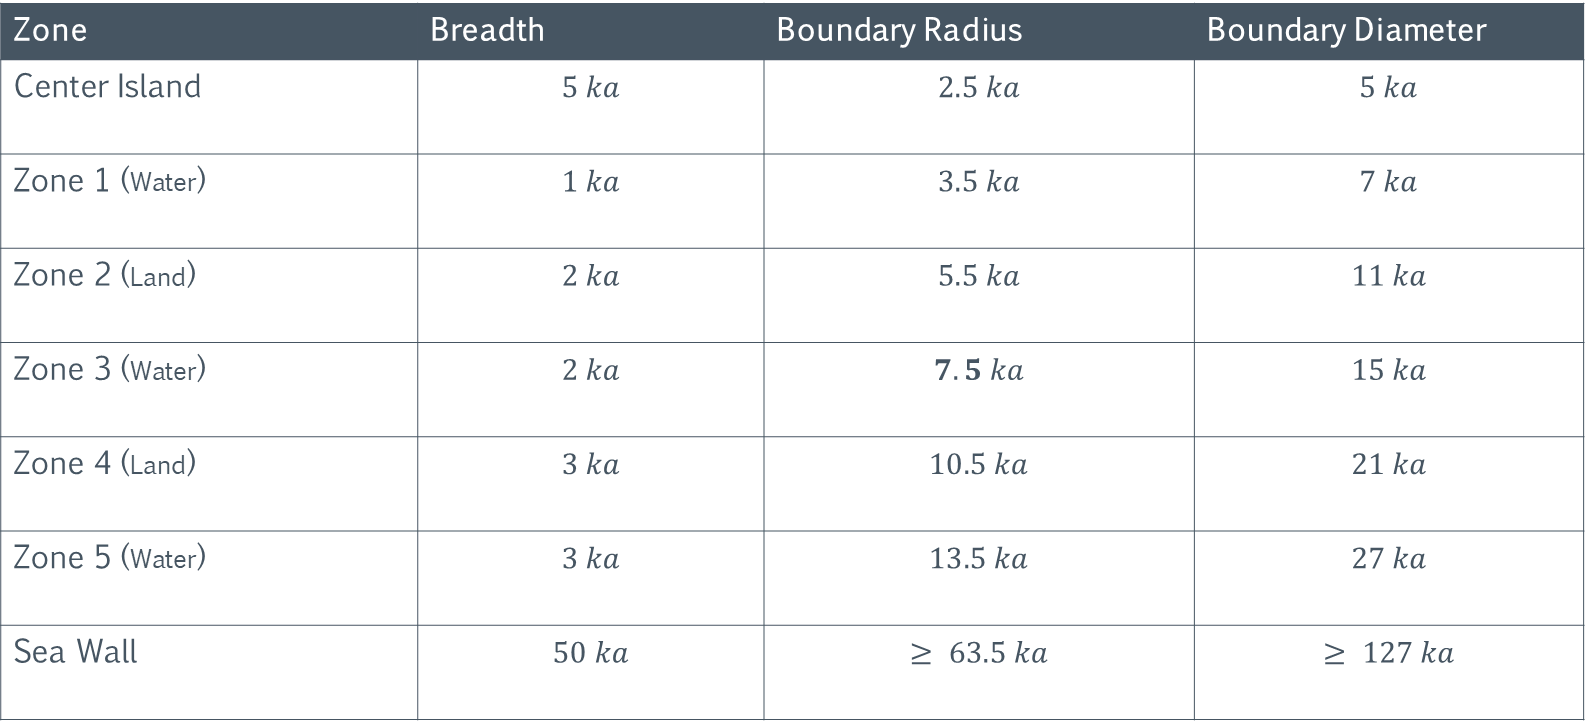 Zone Breadth Boundary Radius Boundary Diameter
Center Island 5 ka 2.5 ka 5 ka
Zone 1 (Water) 1 ka 3.5 ka 7 ka
Zone 2 (Land) 2 ka 5.5 ka 11 ka
Zone 3 (Water) 2 ka 7.5 ka 15 ka
Zone 4 (Land) 3 ka 10.5 ka 21 ka
Zone 5 (Water) 3 ka 13.5 ka 27 ka
Sea Wall 50 ka ≥ 63.5 ka ≥ 127 ka